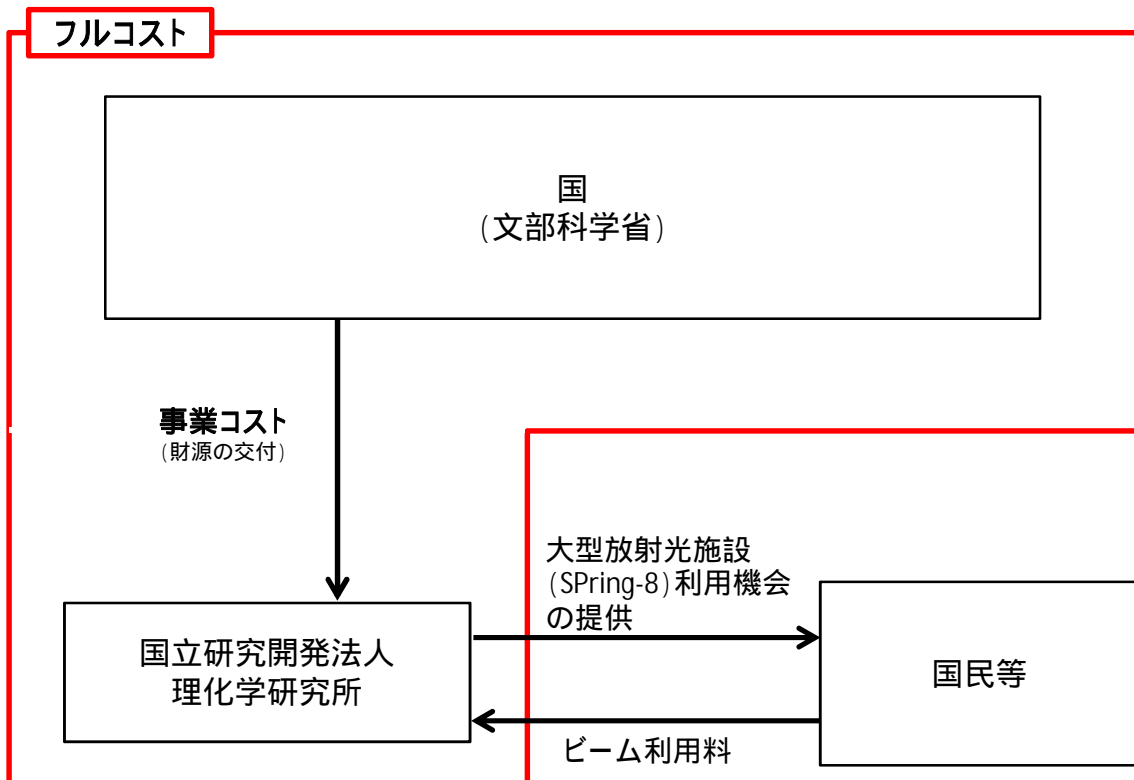 フルコスト
国
(文部科学省)
事業コスト
(財源の交付)
大型放射光施設
(SPring-8)利用機会
の提供
国立研究開発法人
理化学研究所
国民等
ビーム利用料